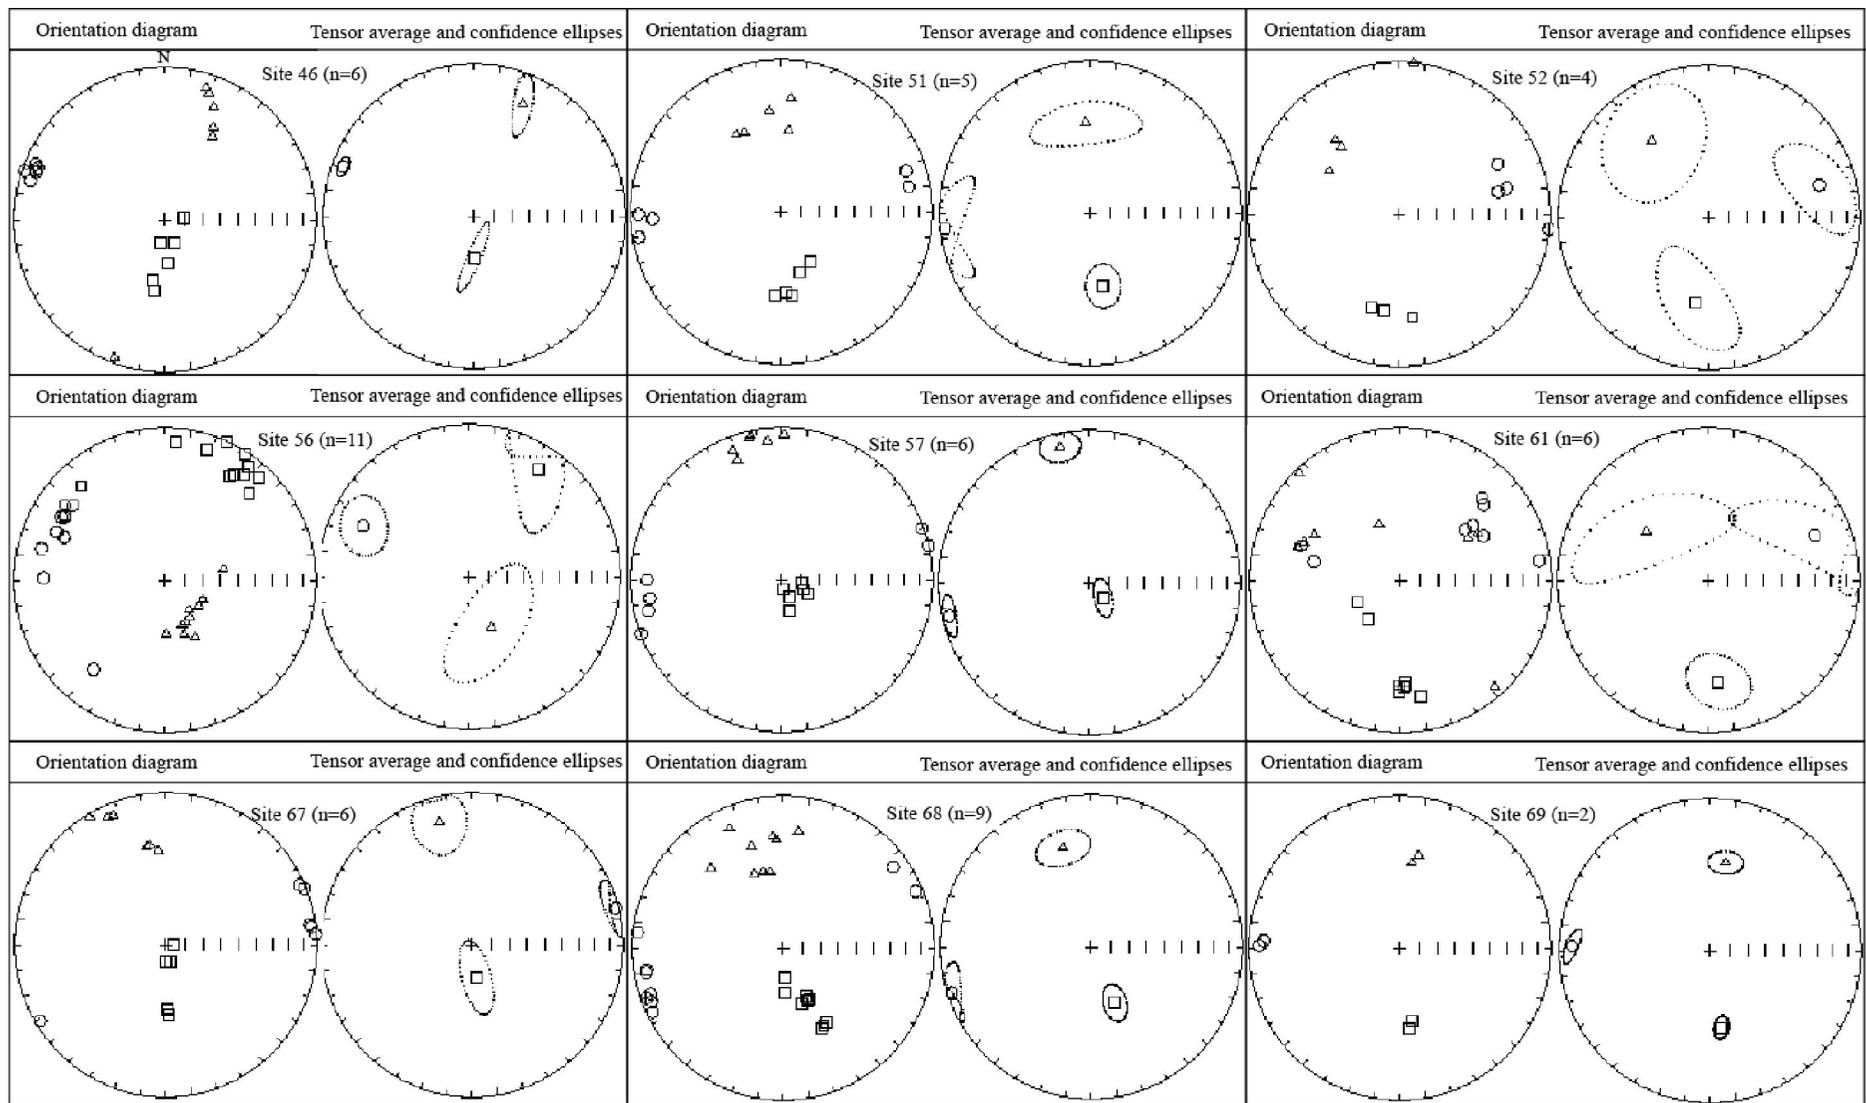 Orientation diagram Tensor average and confidence ellipses Orientation diagram Tensor average and confidence ellipses Orientation diagram Tensor average and confidence ellipses
N
Site 46 (n=6) Site 51 (n=5) Site 52 (n=4)
Orientation diagram Tensor average and confidence ellipses Orientation diagram Tensor average and confidence ellipses Orientation diagram Tensor average and confidence ellipses
Site 56 (n=11) Site 57 (n=6) Site 61 (n=6)
Orientation diagram Tensor average and confidence ellipses Orientation diagram Tensor average and confidence ellipses Orientation diagram Tensor average and confidence ellipses
Site 67 (n=6) Site 68 (n=9) Site 69 (n=2)